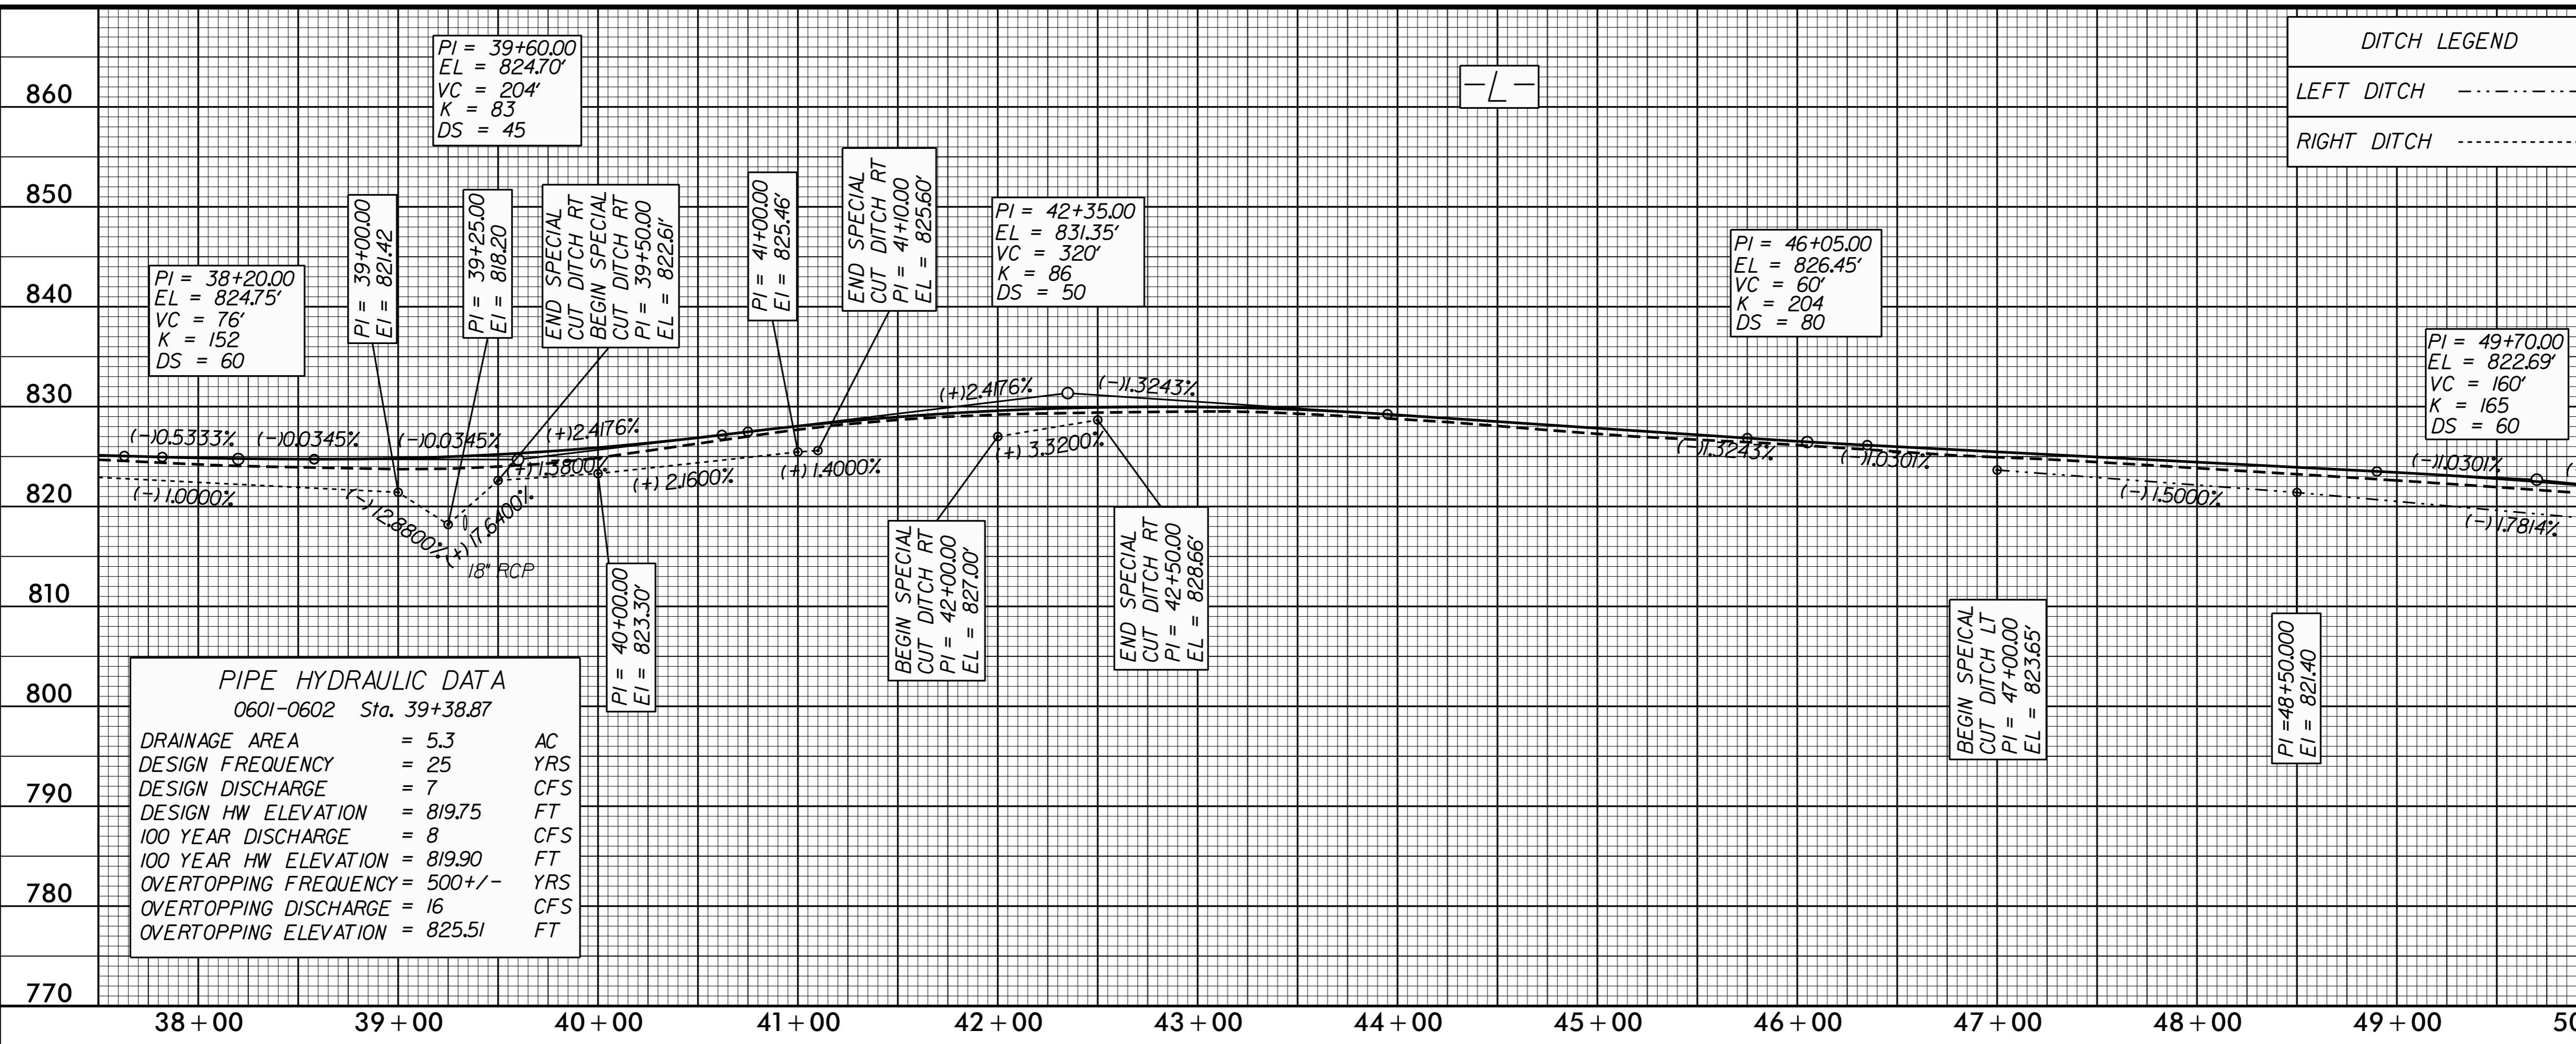 PI = 39+60.00
EL = 824.70'
VC = 204'
K = 83
DS = 45
-L-
DITCH LEGEND
LEFT DITCH
RIGHT DITCH
860
850
840
830
820
810
800
790
780
770
PI = 38+20.00
EL = 824.75'
VC = 76'
K = 152
DS = 60
PI = 39+00.00
El = 821.42
PI = 39+25.00
El = 818.20
END SPECIAL
CUT DITCH RT
BEGIN SPECIAL
CUT DITCH RT
PI = 39+50.00
EL = 822.61'
PI = 41+00.00
El = 825.46'
END SPECIAL
CUT DITCH RT
PI = 41+10.00
EL = 825.60'
PI = 42+35.00
EL = 831.35'
VC = 320'
K = 86
DS = 50
PI = 46+05.00
EL = 826.45'
VC = 60'
K = 204
DS = 80
PI = 49+70.00
EL = 822.69'
VC = 160'
K = 165
DS = 60
(-)0.5333%
(-)0.0345%
(-)0.0345%
(+)2.4176%
(+)2.4176%
(-)1.3243%
(-)1.3243%
(-)1.0301%
(-)1.0301%
(-)1.0000%
(-)12.8800%
(+)17.6400%
(+)1.3800%
(+)2.1600%
(+)1.4000%
(+)3.3200%
(-)1.5000%
(-)1.7814%
18" RCP
PI = 40+00.00
El = 823.30'
BEGIN SPECIAL
CUT DITCH RT
PI = 42+00.00
EL = 827.00'
END SPECIAL
CUT DITCH RT
PI = 42+50.00
EL = 828.66'
BEGIN SPEICAL
CUT DITCH LT
PI = 47+00.00
EL = 823.65'
PI =48+50.000
El = 821.40
PIPE HYDRAULIC DATA
0601-0602 Sta. 39+38.87
DRAINAGE AREA = 5.3 AC
DESIGN FREQUENCY = 25 YRS
DESIGN DISCHARGE = 7 CFS
DESIGN HW ELEVATION = 819.75 FT
100 YEAR DISCHARGE = 8 CFS
100 YEAR HW ELEVATION = 819.90 FT
OVERTOPPING FREQUENCY = 500+/- YRS
OVERTOPPING DISCHARGE = 16 CFS
OVERTOPPING ELEVATION = 825.51 FT
38+00
39+00
40+00
41+00
42+00
43+00
44+00
45+00
46+00
47+00
48+00
49+00